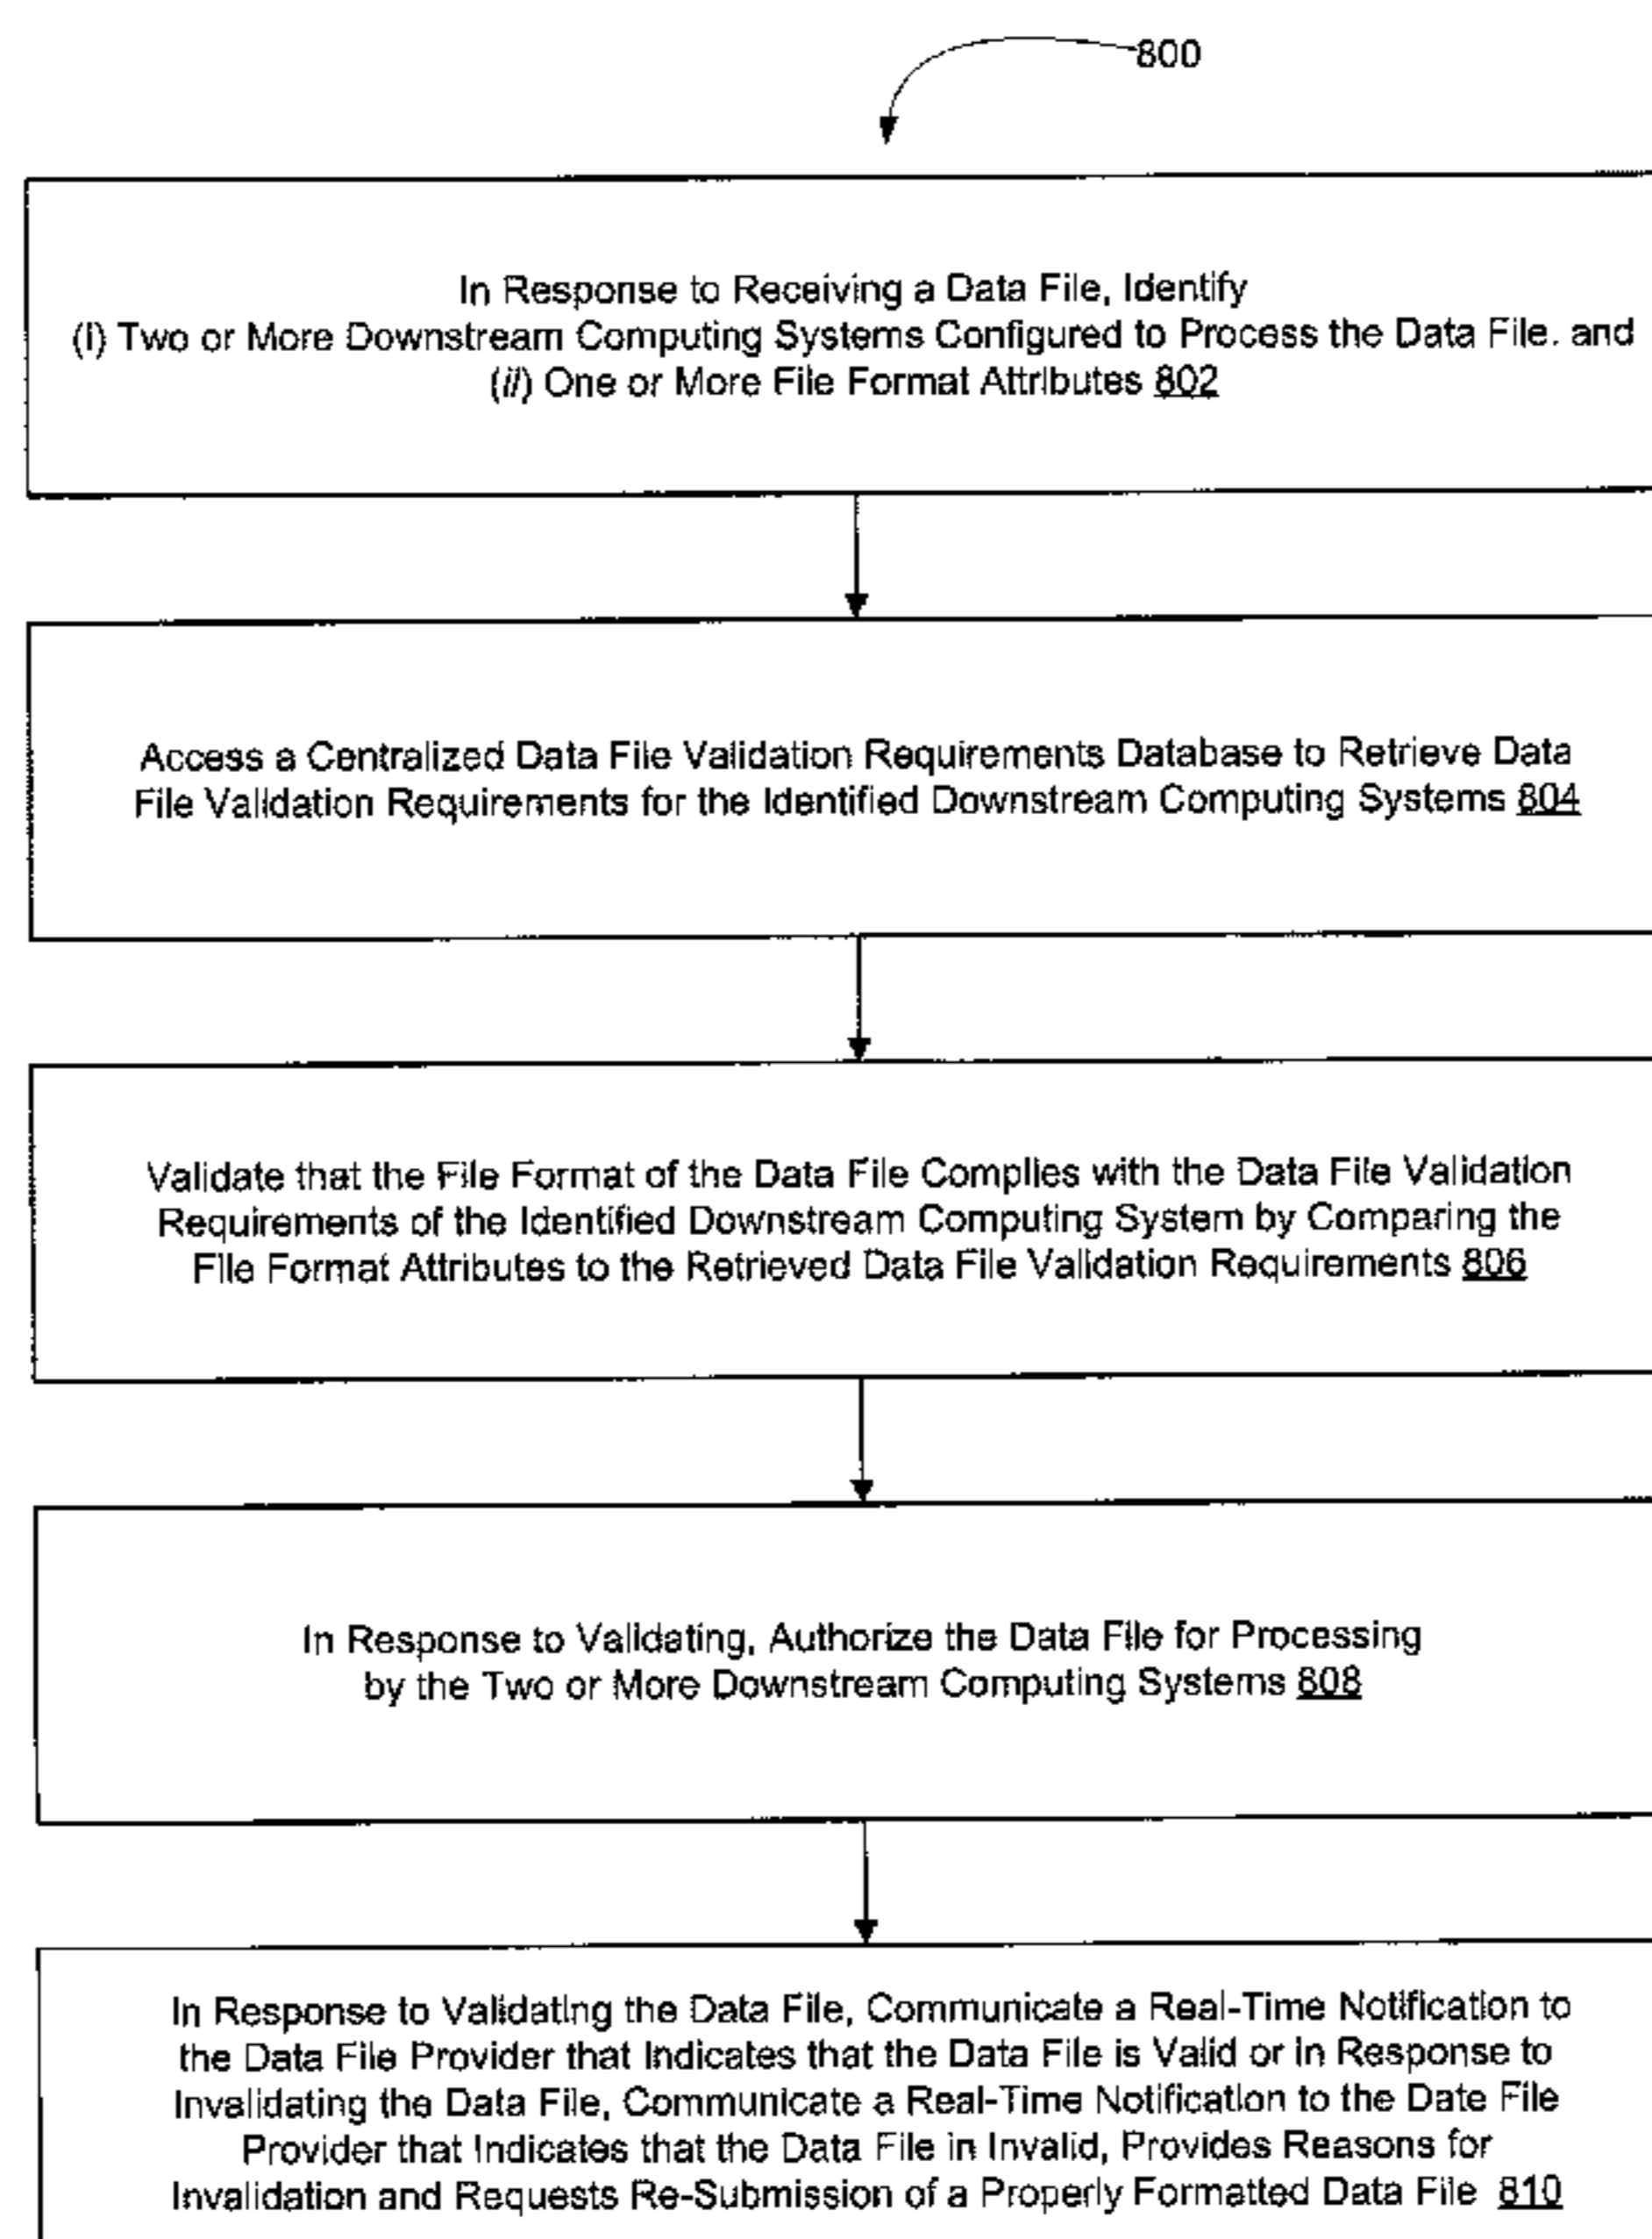 800
In Response to Receiving a Data File, Identify
(i) Two or More Downstream Computing Systems Configured to Process the Data File. and
(ii) One or More File Format Attributes 802
Access a Centralized Data File Validation Requirements Database to Retrieve Data
File Validation Requirements for the Identified Downstream Computing Systems 804
Validate that the File Format of the Data File Complies with the Data File Validation
Requirements of the Identified Downstream Computing System by Comparing the
File Format Attributes to the Retrieved Data File Validation Requirements 806
In Response to Validating, Authorize the Data File for Processing
by the Two or More Downstream Computing Systems 808
In Response to Validating the Data File, Communicate a Real-Time Notification to
the Data File Provider that Indicates that the Data File is Valid or in Response to
Invalidating the Data File, Communicate a Real-Time Notification to the Date File
Provider that Indicates that the Data File in Invalid, Provides Reasons for
Invalidation and Requests Re-Submission of a Properly Formatted Data File 810